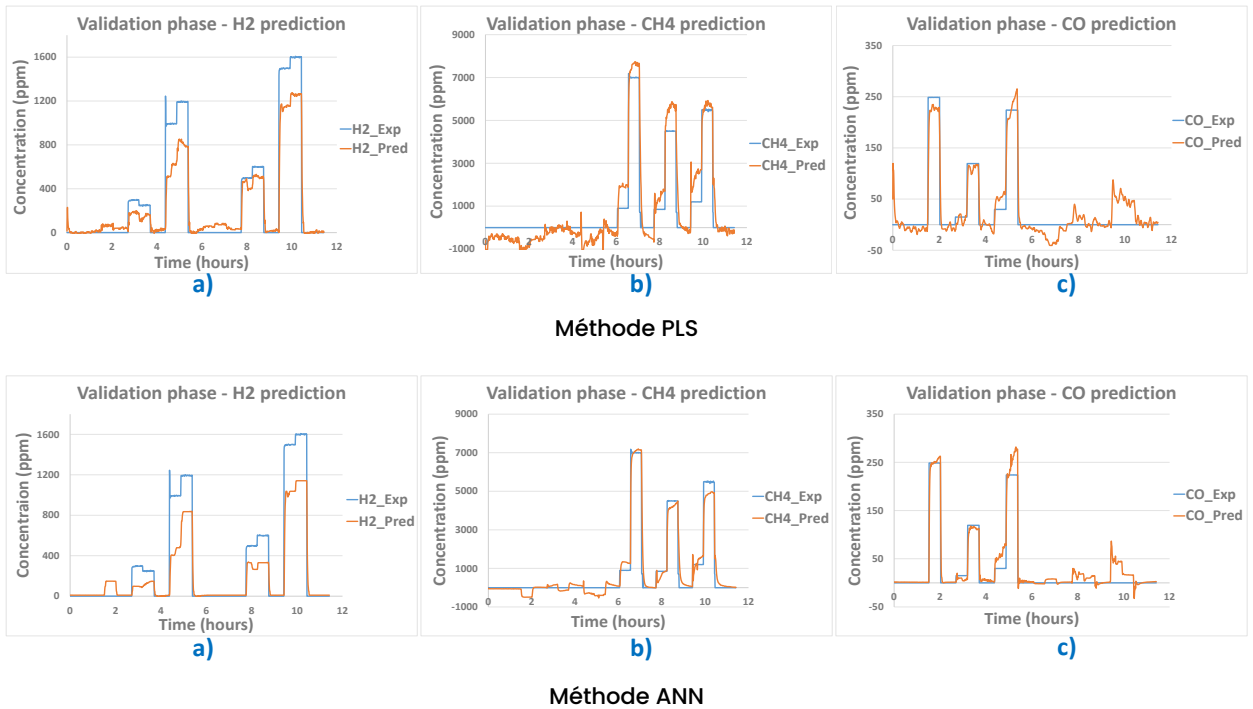 Validation phase - H2 prediction
Concentration (ppm)
1600
1200
800
400
0
0 2 4 6 8 10 12
Time (hours)
H2_Exp
H2_Pred
a)
Validation phase - CH4 prediction
Concentration (ppm)
9000
7000
5000
3000
1000
-1000
0 2 4 6 8 10 12
Time (hours)
CH4_Exp
CH4_Pred
b)
Validation phase - CO prediction
Concentration (ppm)
350
250
150
50
-50
0 2 4 6 8 10 12
Time (hours)
CO_Exp
CO_Pred
c)
Méthode PLS
Validation phase - H2 prediction
Concentraion (ppm)
1600
1200
800
400
0
0 2 4 6 8 10 12
Time (hours)
H2_Exp
H2_Pred
a)
Validation phase - CH4 prediction
Concentration (ppm)
9000
7000
5000
3000
1000
-1000
0 2 4 6 8 10 12
Time (hours)
CH4_Exp
CH4_Pred
b)
Validation phase - CO prediction
Concentration (ppm)
350
250
150
50
-50
0 2 4 6 8 10 12
Time (hours)
CO_Exp
CO_Pred
c)
Méthode ANN